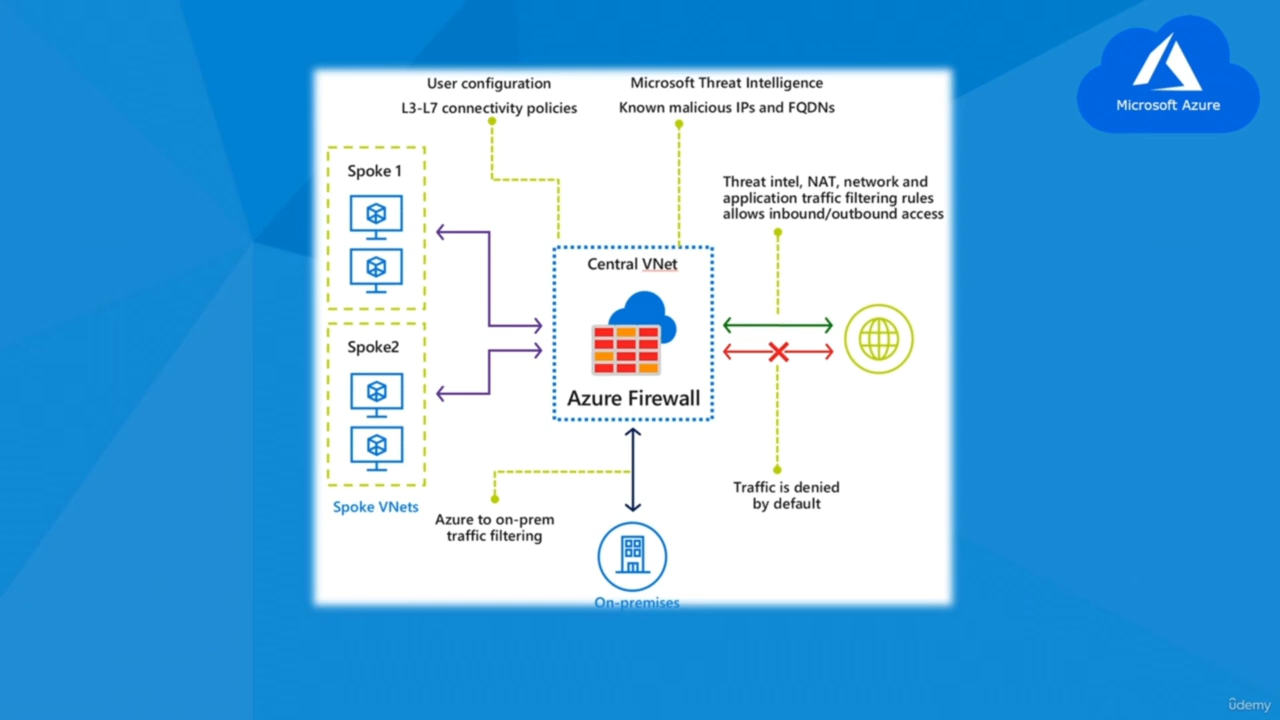 Microsoft Azure
User configuration
L3-L7 connectivity policies
Microsoft Threat Intelligence
Known malicious IPs and FQDNs
Threat intel, NAT, network and
application traffic filtering rules
allows inbound/outbound access
Spoke 1
Central VNet
Azure Firewall
Spoke2
Spoke VNets
Azure to on-prem
traffic filtering
Traffic is denied
by default
On-premises
ûdemy